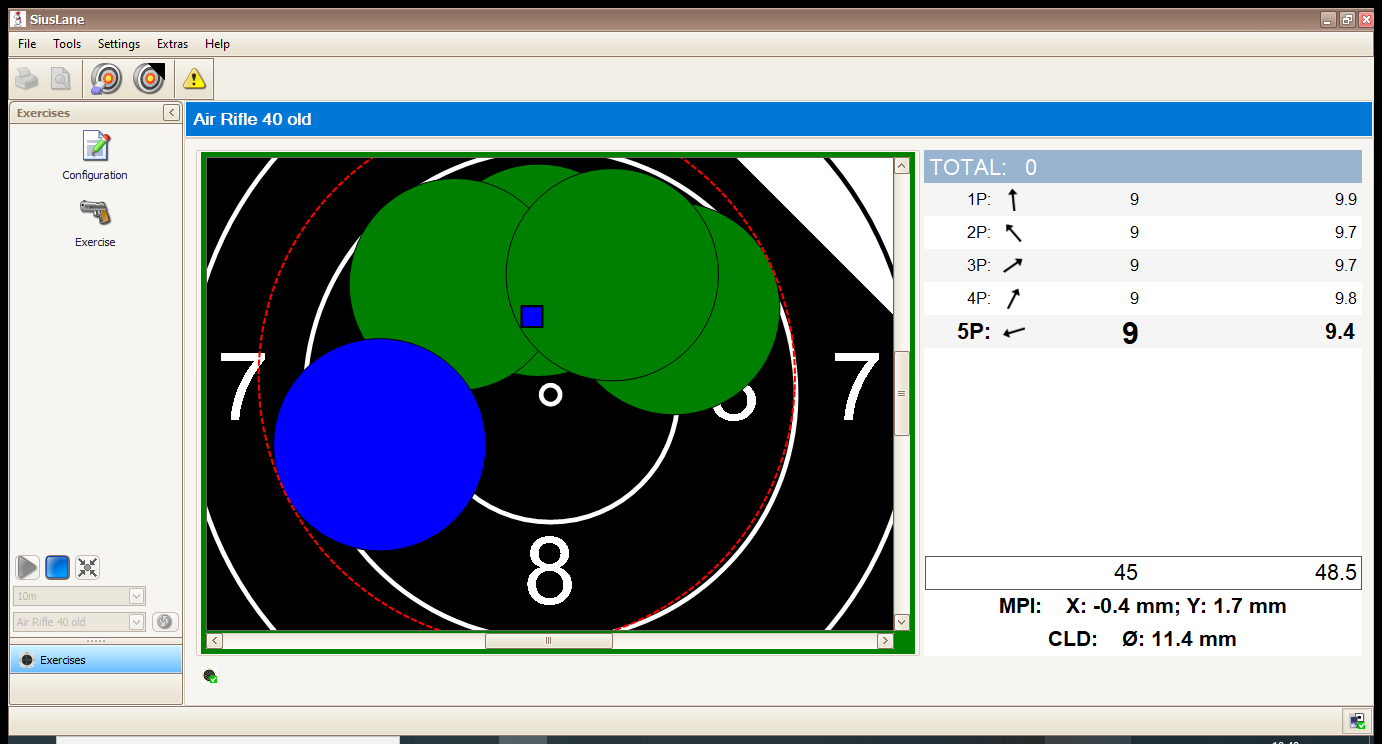 SiusLane
File Tools Settings Extras Help
Exercises
Air Rifle 40 old
Configuration
Exercise
TOTAL: 0
1P: 9 9.9
2P: 9 9.7
3P: 9 9.7
4P: 9 9.8
5P: 9 9.4
7 7
8
10m
Air Rifle 40 old
45 48.5
MPI: X: -0.4 mm; Y: 1.7 mm
CLD: Ø: 11.4 mm
Exercises